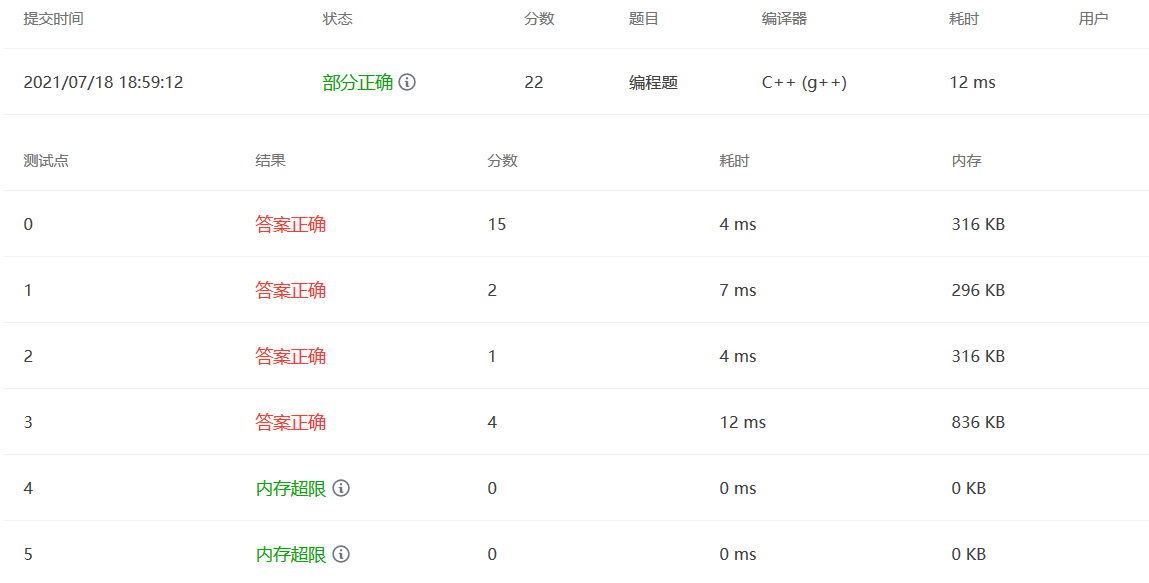 提交时间 状态 分数 题目 编译器 耗时 用户
2021/07/18 18:59:12 部分正确 22 编程题 C++ (g++) 12 ms
测试点 结果 分数 耗时 内存
0 答案正确 15 4 ms 316 KB
1 答案正确 2 7 ms 296 KB
2 答案正确 1 4 ms 316 KB
3 答案正确 4 12 ms 836 KB
4 内存超限 0 0 ms 0 KB
5 内存超限 0 0 ms 0 KB